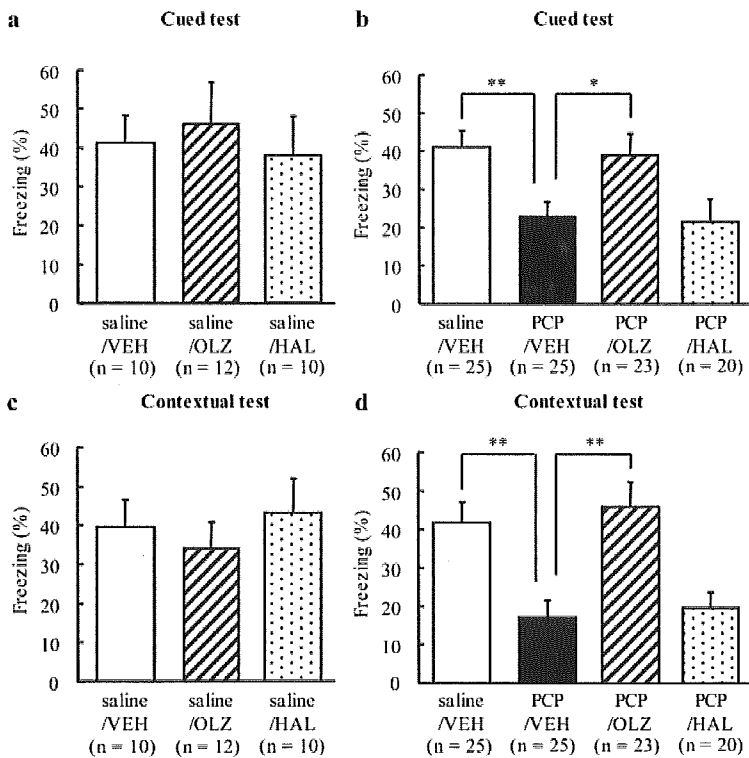 a
Cued test
60
50
40
30
20
10
0
Freezing (%)
saline saline saline
/VEH /OLZ /HAL
(n = 10) (n = 12) (n = 10)
b
Cued test
60
50
40
30
20
10
0
Freezing (%)
** *
saline PCP PCP PCP
/VEH /VEH /OLZ /HAL
(n = 25) (n = 25) (n = 23) (n = 20)
c
Contextual test
60
50
40
30
20
10
0
Freezing (%)
saline saline saline
/VEH /OLZ /HAL
(n = 10) (n = 12) (n = 10)
d
Contextual test
60
50
40
30
20
10
0
Freezing (%)
** **
saline PCP PCP PCP
/VEH /VEH /OLZ /HAL
(n = 25) (n = 25) (n = 23) (n = 20)